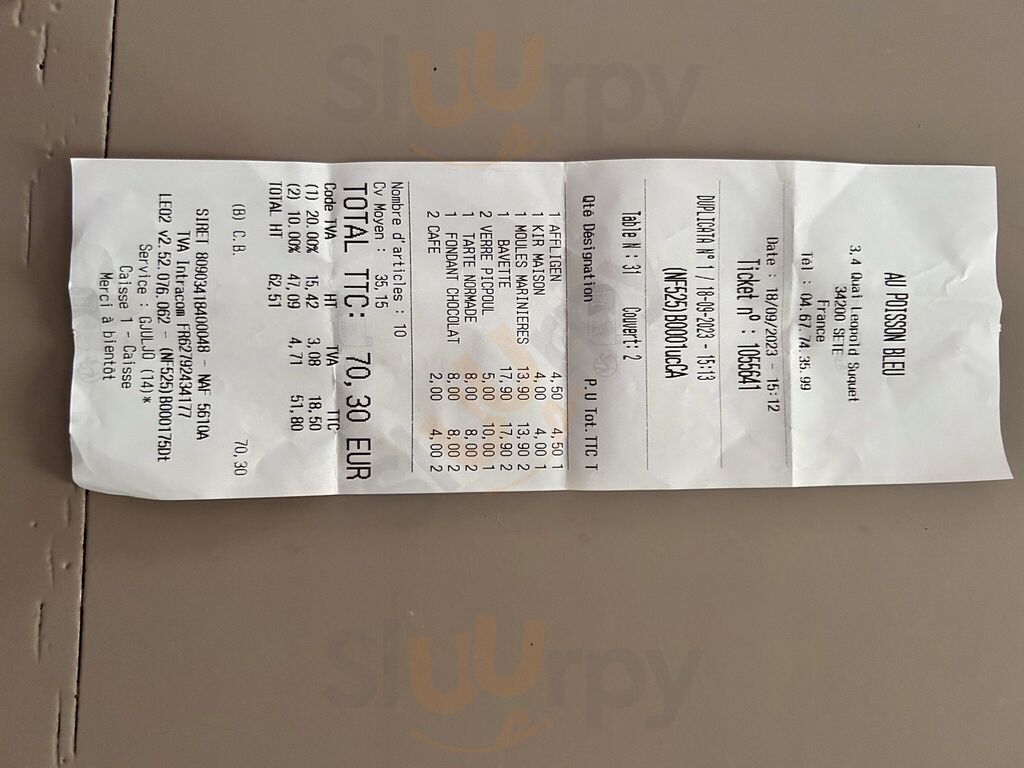 AU POISSON BLEU
3,4 Quai Leopold Suquet
34200 SETE
France
Tél : 04.67.74.35.99
Date : 18/09/2023 - 15:12
Ticket n° : 1055641
DUPLICATA N° 1 / 18-09-2023 - 15:13
(NF525)B0001ucCA
Table N : 31 Couvert: 2
Qté Désignation P.U Tot.TTC T
1 AFFLIGEN 4,50 4,50 1
1 KIR MAISON 4,00 4,00 1
1 MOULES MARINIERES 13,90 13,90 2
1 BAVETTE 17,90 17,90 2
2 VERRE PICPOUL 5,00 10,00 1
1 TARTE NORMADE 8,00 8,00 2
1 FONDANT CHOCOLAT 8,00 8,00 2
2 CAFE 2,00 4,00 2
Nombre d'articles : 10
Cv Moyen : 35,15
TOTAL TTC: 70,30 EUR
Code TVA HT TVA TTC
(1) 20.00% 15,42 3,08 18,50
(2) 10.00% 47,09 4,71 51,80
TOTAL HT 62,51
(B) C.B. 70,30
SIRET 80903418400048 - NAF 5610A
TVA Intracom FR62792434177
LEO2 v2.52.076.062 - (NF525)B000175Dt
Service : GJULJO (14)*
Caisse 1 - Caisse
Merci à bientôt
Sluurpy
Sluurpy